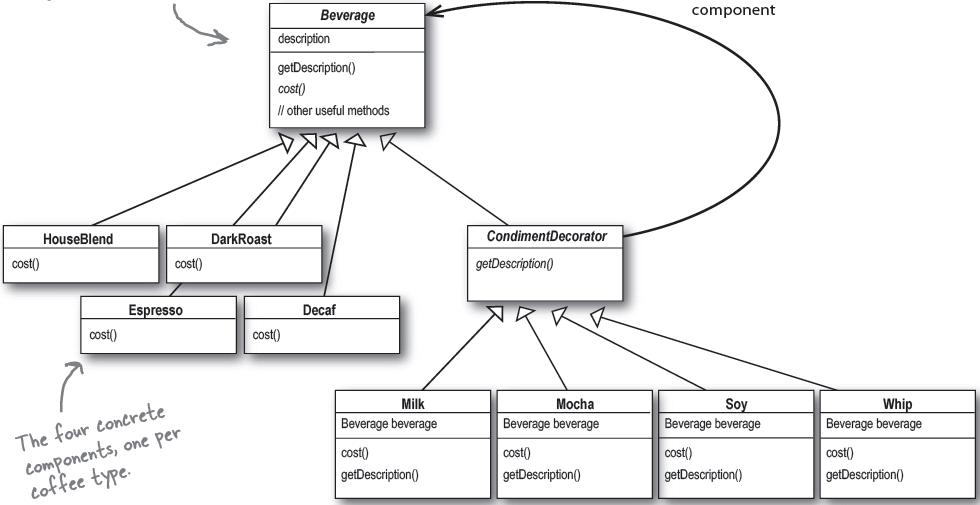 component
Beverage
description
getDescription()
cost()
// other useful methods
HouseBlend
cost()
DarkRoast
cost()
CondimentDecorator
getDescription()
Espresso
cost()
Decaf
cost()
The four concrete
components, one per
coffee type.
Milk
Beverage beverage
cost()
getDescription()
Mocha
Beverage beverage
cost()
getDescription()
Soy
Beverage beverage
cost()
getDescription()
Whip
Beverage beverage
cost()
getDescription()